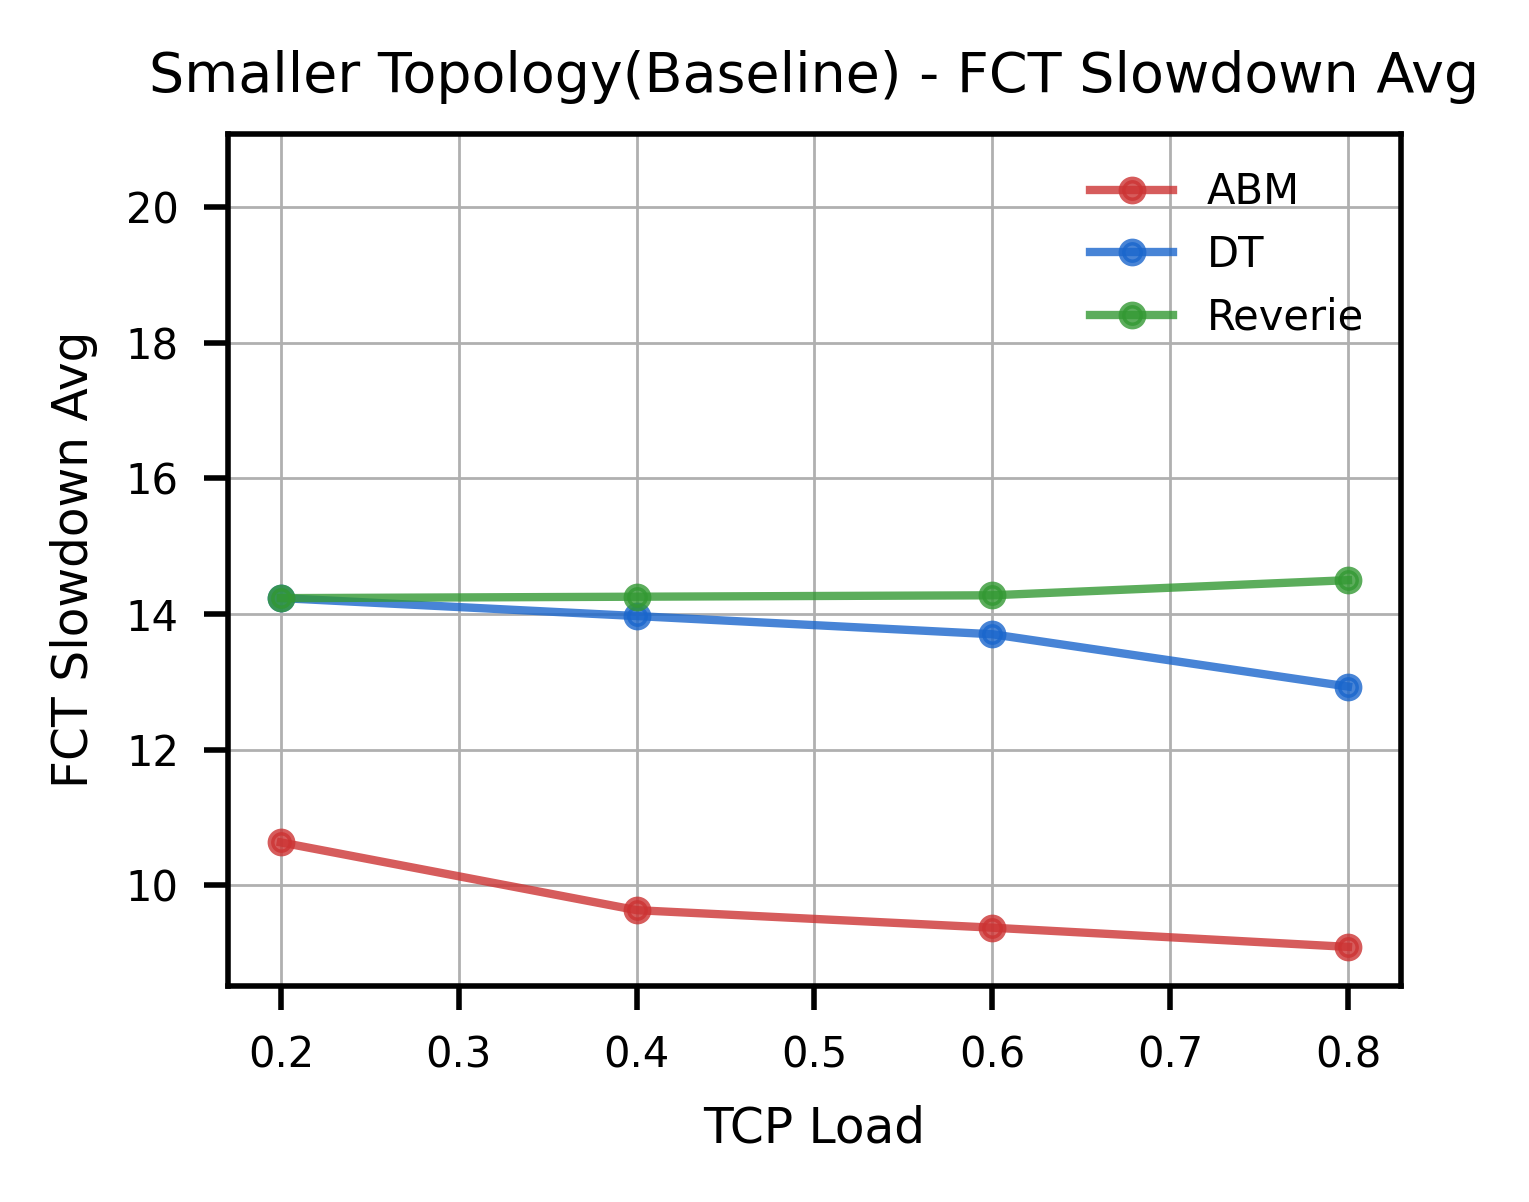 Smaller Topology(Baseline) - FCT Slowdown Avg
ABM
DT
Reverie
FCT Slowdown Avg
20
18
16
14
12
10
0.2 0.3 0.4 0.5 0.6 0.7 0.8
TCP Load